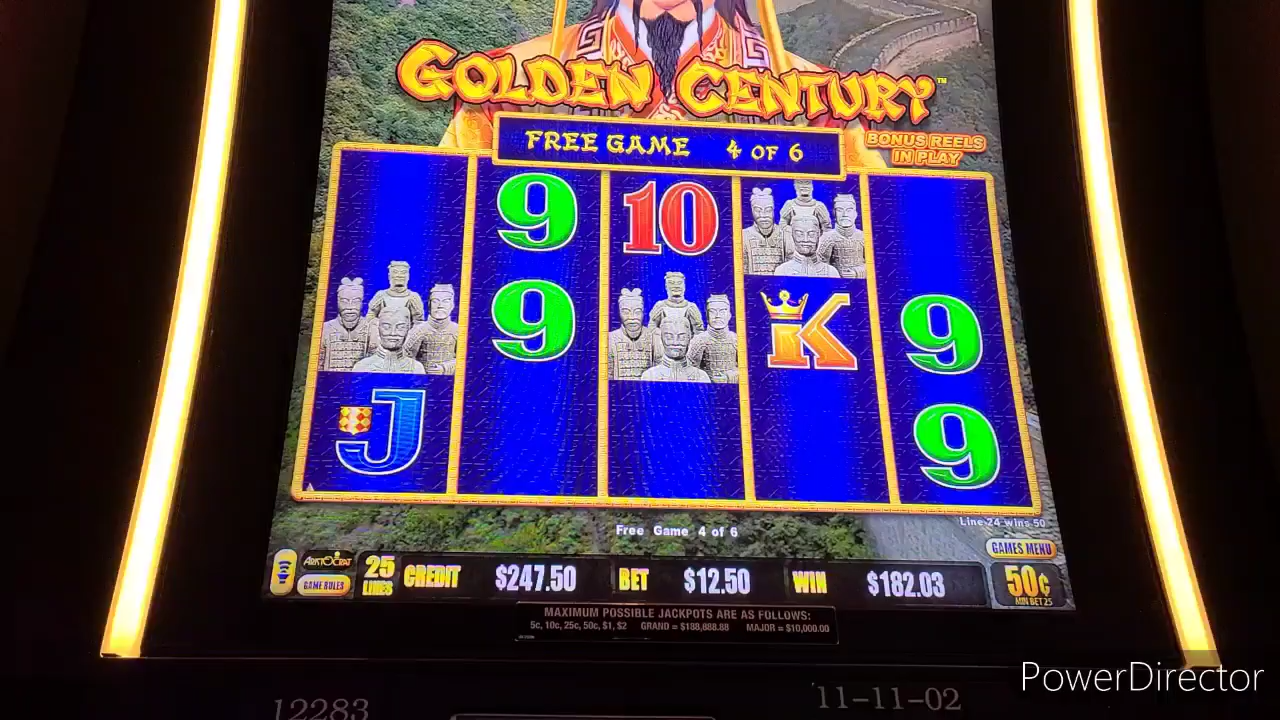 GOLDEN CENTURY™
FREE GAME 4 OF 6
BONUS REELS
IN PLAY
9 10
9 K 9
J 9
Line 24 wins 50
Free Game 4 of 6
GAMES MENU
ARISTOCRAT
GAME RULES
25
LINES
CREDIT $247.50 BET $12.50 WIN $182.03
50¢
MIN BET 25
MAXIMUM POSSIBLE JACKPOTS ARE AS FOLLOWS:
5c, 10c, 25c, 50c, $1, $2 GRAND = $188,888.88 MAJOR = $10,000.00
12283
11-11-02
PowerDirector